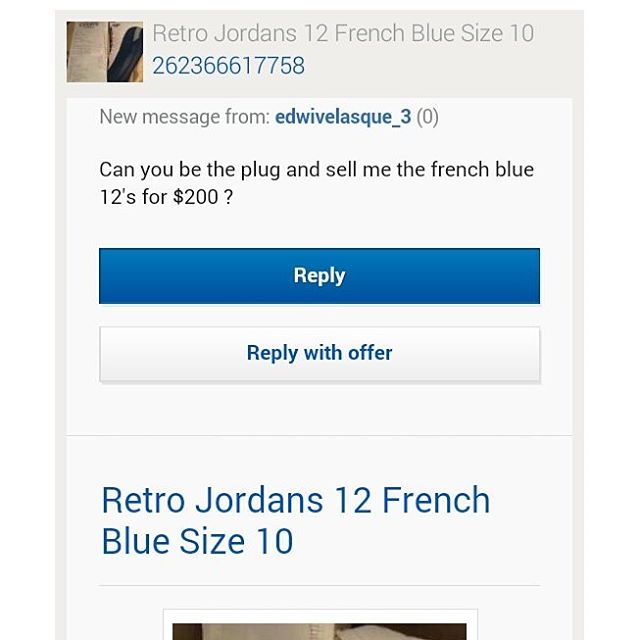 Retro Jordans 12 French Blue Size 10
262366617758
New message from: edwivelasque_3 (0)
Can you be the plug and sell me the french blue
12's for $200 ?
Reply
Reply with offer
Retro Jordans 12 French
Blue Size 10